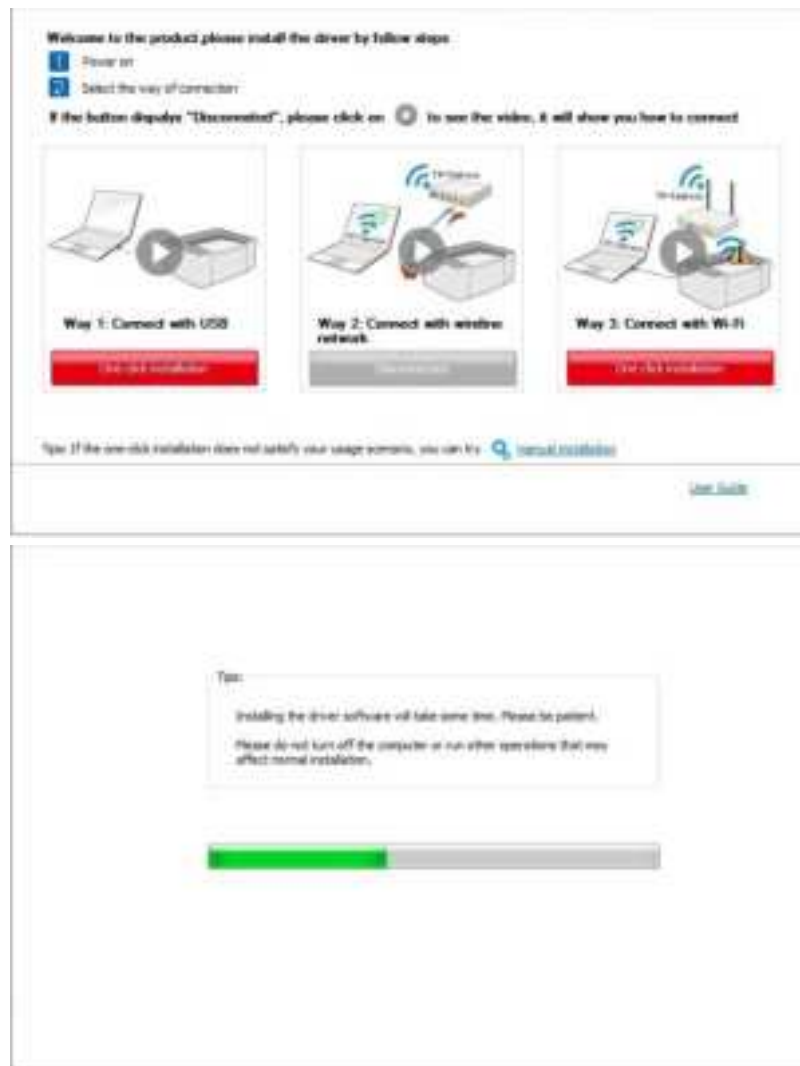 Welcome to the product,please install the driver by follow steps
1 Power on
2 Select the way of connection
If the button dispalys "Disconnected", please click on to see the video, it will show you how to connect
Way 1: Connect with USB
Way 2: Connect with wireless
network
Way 3: Connect with Wi-Fi
One click installation
Disconnected
One click installation
Tips: If the one-click installation does not satisfy your usage scenario, you can try manual installation
User Guide
Tips:
Installing the driver software will take some time. Please be patient.
Please do not turn off the computer or run other operations that may
affect normal installation.